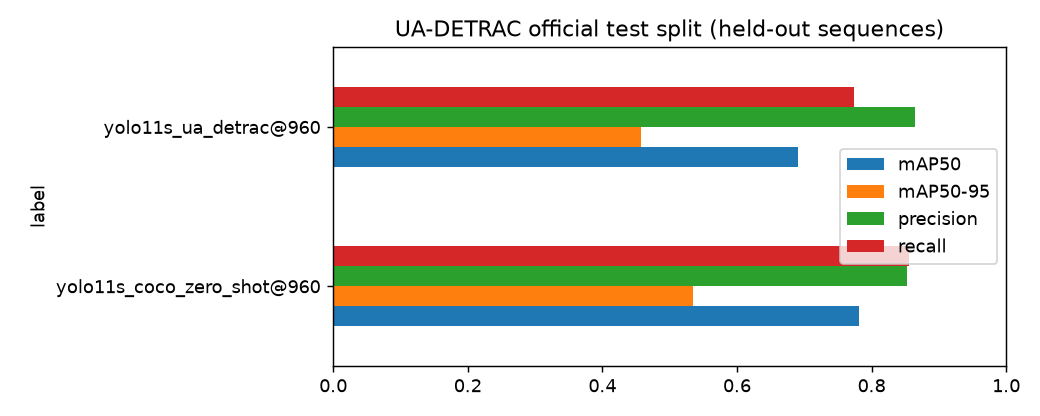 UA-DETRAC official test split (held-out sequences)
yolo11s_ua_detrac@960
mAP50
mAP50-95
precision
recall
label
yolo11s_coco_zero_shot@960
0.0 0.2 0.4 0.6 0.8 1.0